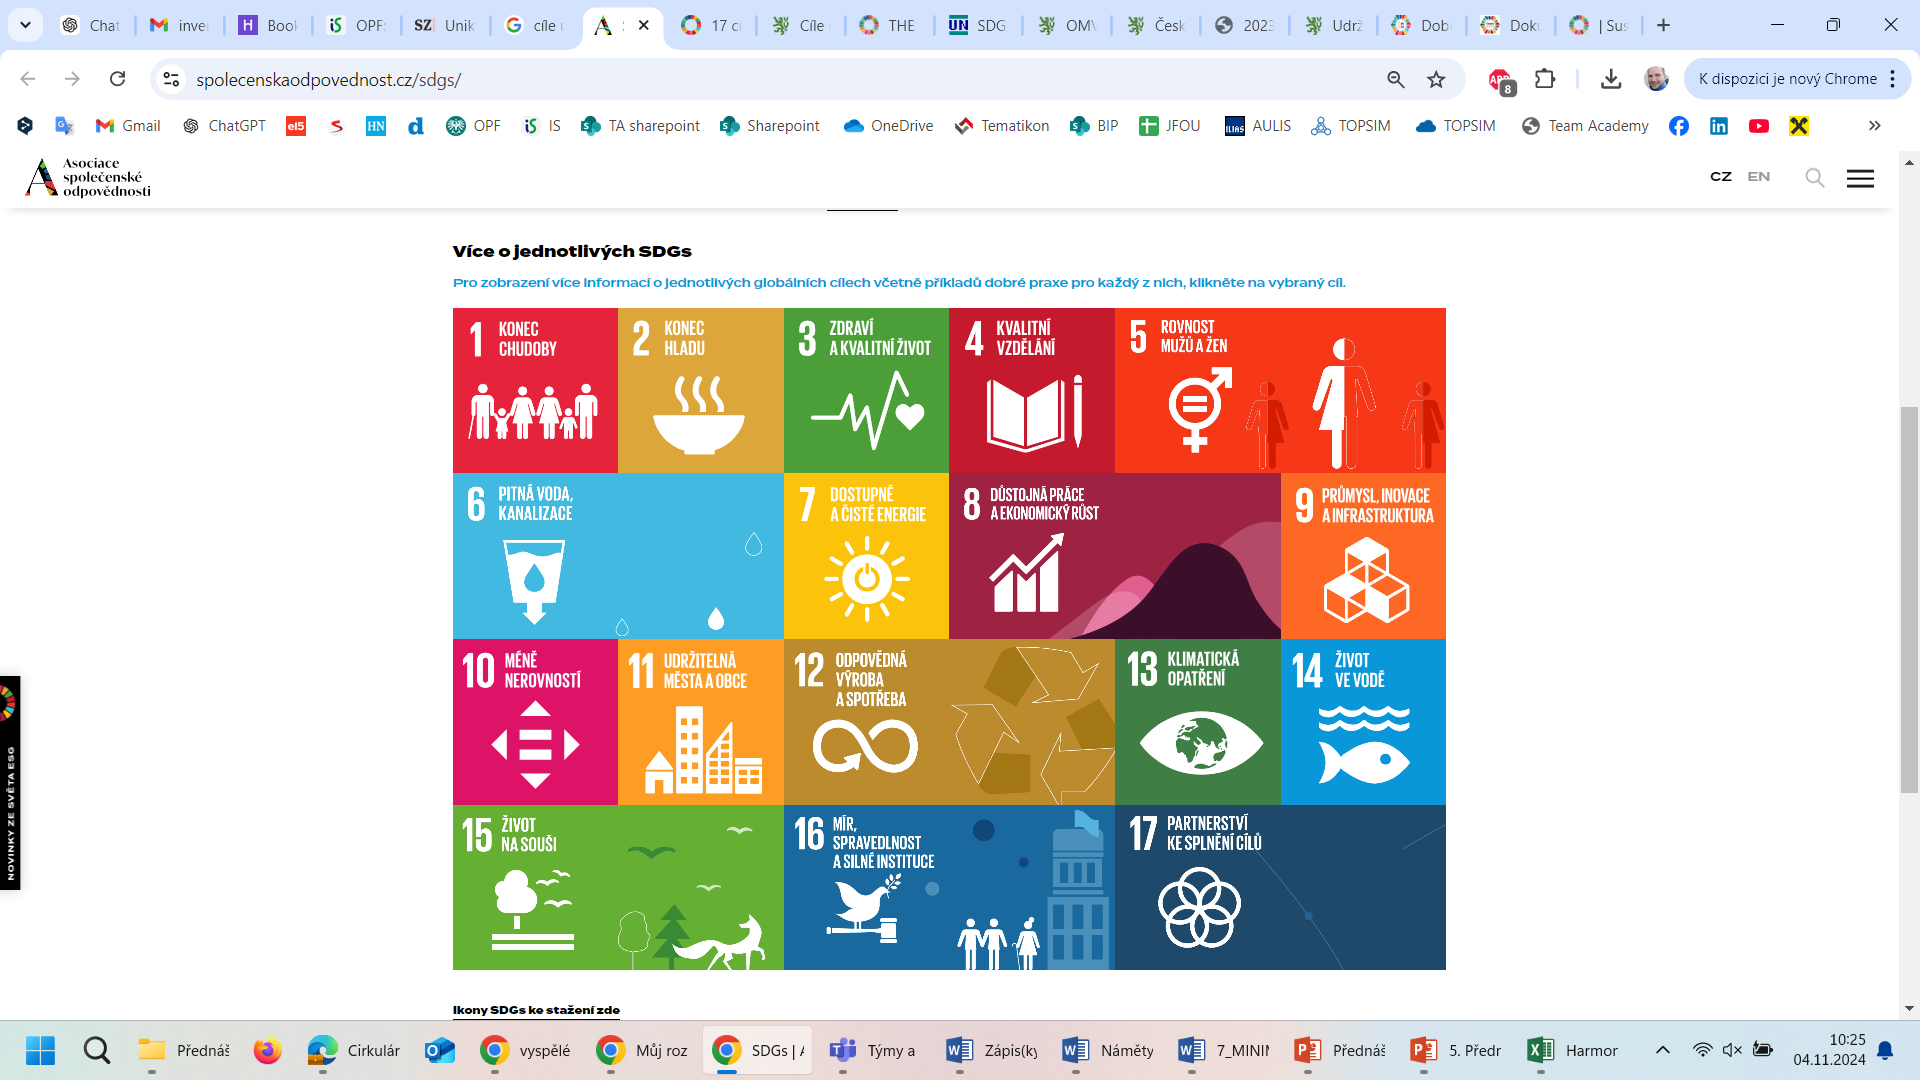 Chat
inver
Book
OPF:
Unik
cíle u
17 cí
Cíle
THE
SDG
OMV
Česk
2023
Udrž
Dobr
Doku
| Sus
spolecenskaodpovednost.cz/sdgs/
8
K dispozici je nový Chrome
Gmail
ChatGPT
OPF
IS
TA sharepoint
Sharepoint
OneDrive
Tematikon
BIP
JFOU
AULIS
TOPSIM
TOPSIM
Team Academy
Asociace
společenské
odpovědnosti
CZ EN
Více o jednotlivých SDGs
Pro zobrazení více informací o jednotlivých globálních cílech včetně příkladů dobré praxe pro každý z nich, klikněte na vybraný cíl.
1 KONEC
CHUDOBY
2 KONEC
HLADU
3 ZDRAVÍ
A KVALITNÍ ŽIVOT
4 KVALITNÍ
VZDĚLÁNÍ
5 ROVNOST
MUŽŮ A ŽEN
6 PITNÁ VODA,
KANALIZACE
7 DOSTUPNÉ
A ČISTÉ ENERGIE
8 DŮSTOJNÁ PRÁCE
A EKONOMICKÝ RŮST
9 PRŮMYSL, INOVACE
A INFRASTRUKTURA
10 MÉNĚ
NEROVNOSTÍ
11 UDRŽITELNÁ
MĚSTA A OBCE
12 ODPOVĚDNÁ
VÝROBA
A SPOTŘEBA
13 KLIMATICKÁ
OPATŘENÍ
14 ŽIVOT
VE VODĚ
15 ŽIVOT
NA SOUŠI
16 MÍR,
SPRAVEDLNOST
A SILNÉ INSTITUCE
17 PARTNERSTVÍ
KE SPLNĚNÍ CÍLŮ
NOVINKY ZE SVĚTA ESG
Ikony SDGs ke stažení zde
Přednáš
Cirkulár
vyspělé
Můj roz
SDGs | A
Týmy a
Zápis(ky
Náměty
7_MINIM
Přednáš
5. Předr
Harmor
10:25
04.11.2024